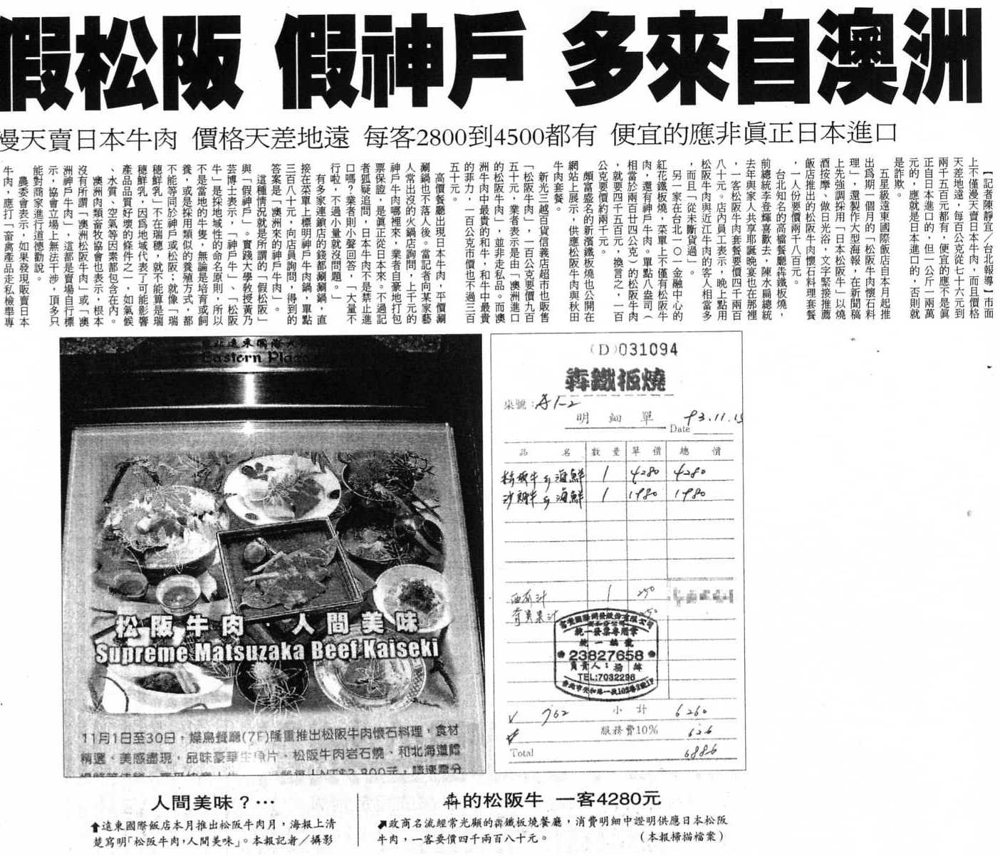 假松阪 假神戶 多來自澳洲
漫天賣日本牛肉 價格天差地遠 每客2800到4500都有 便宜的應非眞正日本進口
【記者陳靜宜／台北報導】市面
上不僅漫天賣日本牛肉，而且價格
天差地遠，每百公克從七十六元到
兩千五百元都有，便宜的應不是眞
正自日本進口的，但一公斤一兩萬
元的，應就是日本進口的，否則就
是詐欺。
五星級遠東國際飯店自本月起推
出爲期一個月的「松阪牛肉懷石料
理」，還製作大型海報，在新聞稿
上先強調採用「日本松阪牛」以燒
酒按摩、做日光浴，文字緊接推薦
飯店推出的松阪牛肉懷石料理套餐
，一人份要價兩千八百元。
台北知名的高檔餐廳犇鐵板燒，
前總統李登輝喜歡去，陳水扁總統
去年與家人共享耶誕晚宴也在那裡
，一客松阪牛肉套餐要價四千兩百
八十元。店內員工表示，晚上點用
松阪牛肉與近江牛肉的客人相當多
，而且「從未斷貨過」。
另一家在台北一○一金融中心的
紅花鐵板燒，菜單上不僅有松阪牛
肉，還有神戶牛肉。單點八盎司（
相當於兩百廿四公克）的松阪牛肉
，就要四千五百元，換言之，一百
公克要價約兩千元。
頗富盛名的新濱鐵板燒也公開在
網站上展示，供應松阪牛肉與秋田
牛肉套餐。
新光三越百貨信義店超市也販售
「松阪牛肉」，一百公克要價九百
五十元，業者表示是由「澳洲進口
的松阪牛肉」，並非走私品。而澳
洲牛肉中最貴的和牛，和牛中最貴
的菲力，一百公克市價也不過三百
五十元。
高價餐廳出現日本牛肉，平價涮
涮鍋也不落人後。當記者向某家藝
人常出沒的火鍋店詢問，上千元的
神戶牛肉哪裡來，業者自豪地打包
票保證，是眞正從日本來。不過記
者狐疑追問，日本牛肉不是禁止進
口嗎？業者則小聲回答，「大量不
行啦，不過小量就沒問題。」
有多家連鎖店的錢都涮涮鍋，直
接在菜單上標明神戶牛肉鍋，單點
三百八十元，向店員詢問，得到的
答案是「澳洲來的神戶牛肉」。
這種情況就是所謂的「假松阪」
與「假神戶」。實踐大學教授黃乃
芸博士表示，「神戶牛」、「松阪
牛」是採地域性的命名原則，所以
不是當地的牛隻，無論是培育或飼
養，或是採用類似的養殖方式，都
不能等同於神戶或松阪；就像「瑞
穗鮮乳」不在瑞穗，就不能算是瑞
穗鮮乳，因爲地域代表了可能影響
產品品質好壞的條件之一，如氣候
、水質、空氣等因素都包含在內。
澳洲肉類畜牧協會也表示，根本
沒有所謂「澳洲松阪牛肉」或「澳
洲神戶牛肉」，這都是賣場自行標
示，協會立場上無法干涉，頂多只
能對商家進行道德勸說。
農委會表示，如果發現販賣日本
牛肉，應打「畜禽產品走私檢舉專
台北遠東國際大
Eastern Plaza
松阪牛肉・人間美味
Supreme Matsuzaka Beef Kaiseki
11月1日至30日，燦鳥餐廳(7F)隆重推出松阪牛肉懷石料理，食材
精選、美感盡現，品味豪華生魚片、松阪牛肉岩石燒、和北海道鱈
(D)031094
犇鐵板燒
明細單
Date 93.11.15
品名 數量 單價 總價
松坂牛 海鮮 1 4280 4280
沙朗牛 海鮮 1 1980 1980
1 250
奇異果汁
統一發票專用章
統一編號
23827658
負責人：楊
TEL:7032296
762 小計 6260
服務費10% 626
Total 6886
人間美味？…
⬆遠東國際飯店本月推出松阪牛肉月，海報上清
楚寫明「松阪牛肉，人間美味」。本報記者／攝影
犇的松阪牛 一客4280元
↗政商名流經常光顧的犇鐵板燒餐廳，消費明細中證明供應日本松阪
牛肉，一客要價四千兩百八十元。 （本報掃描檔案）